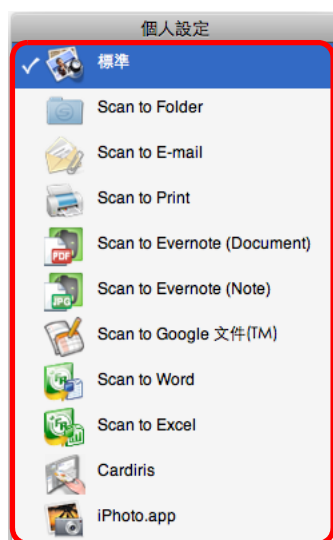 個人設定
標準
Scan to Folder
Scan to E-mail
Scan to Print
PDF
Scan to Evernote (Document)
JPG
Scan to Evernote (Note)
Scan to Google 文件(TM)
Scan to Word
Scan to Excel
Cardiris
iPhoto.app